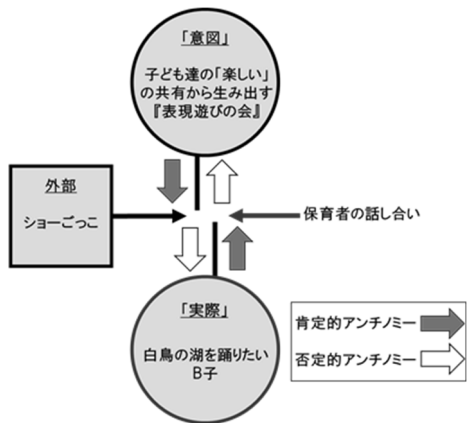 「意図」
子ども達の「楽しい」
の共有から生み出す
『表現遊びの会』
外部
ショーごっこ
保育者の話し合い
「実際」
白鳥の湖を踊りたい
B子
肯定的アンチノミー
否定的アンチノミー